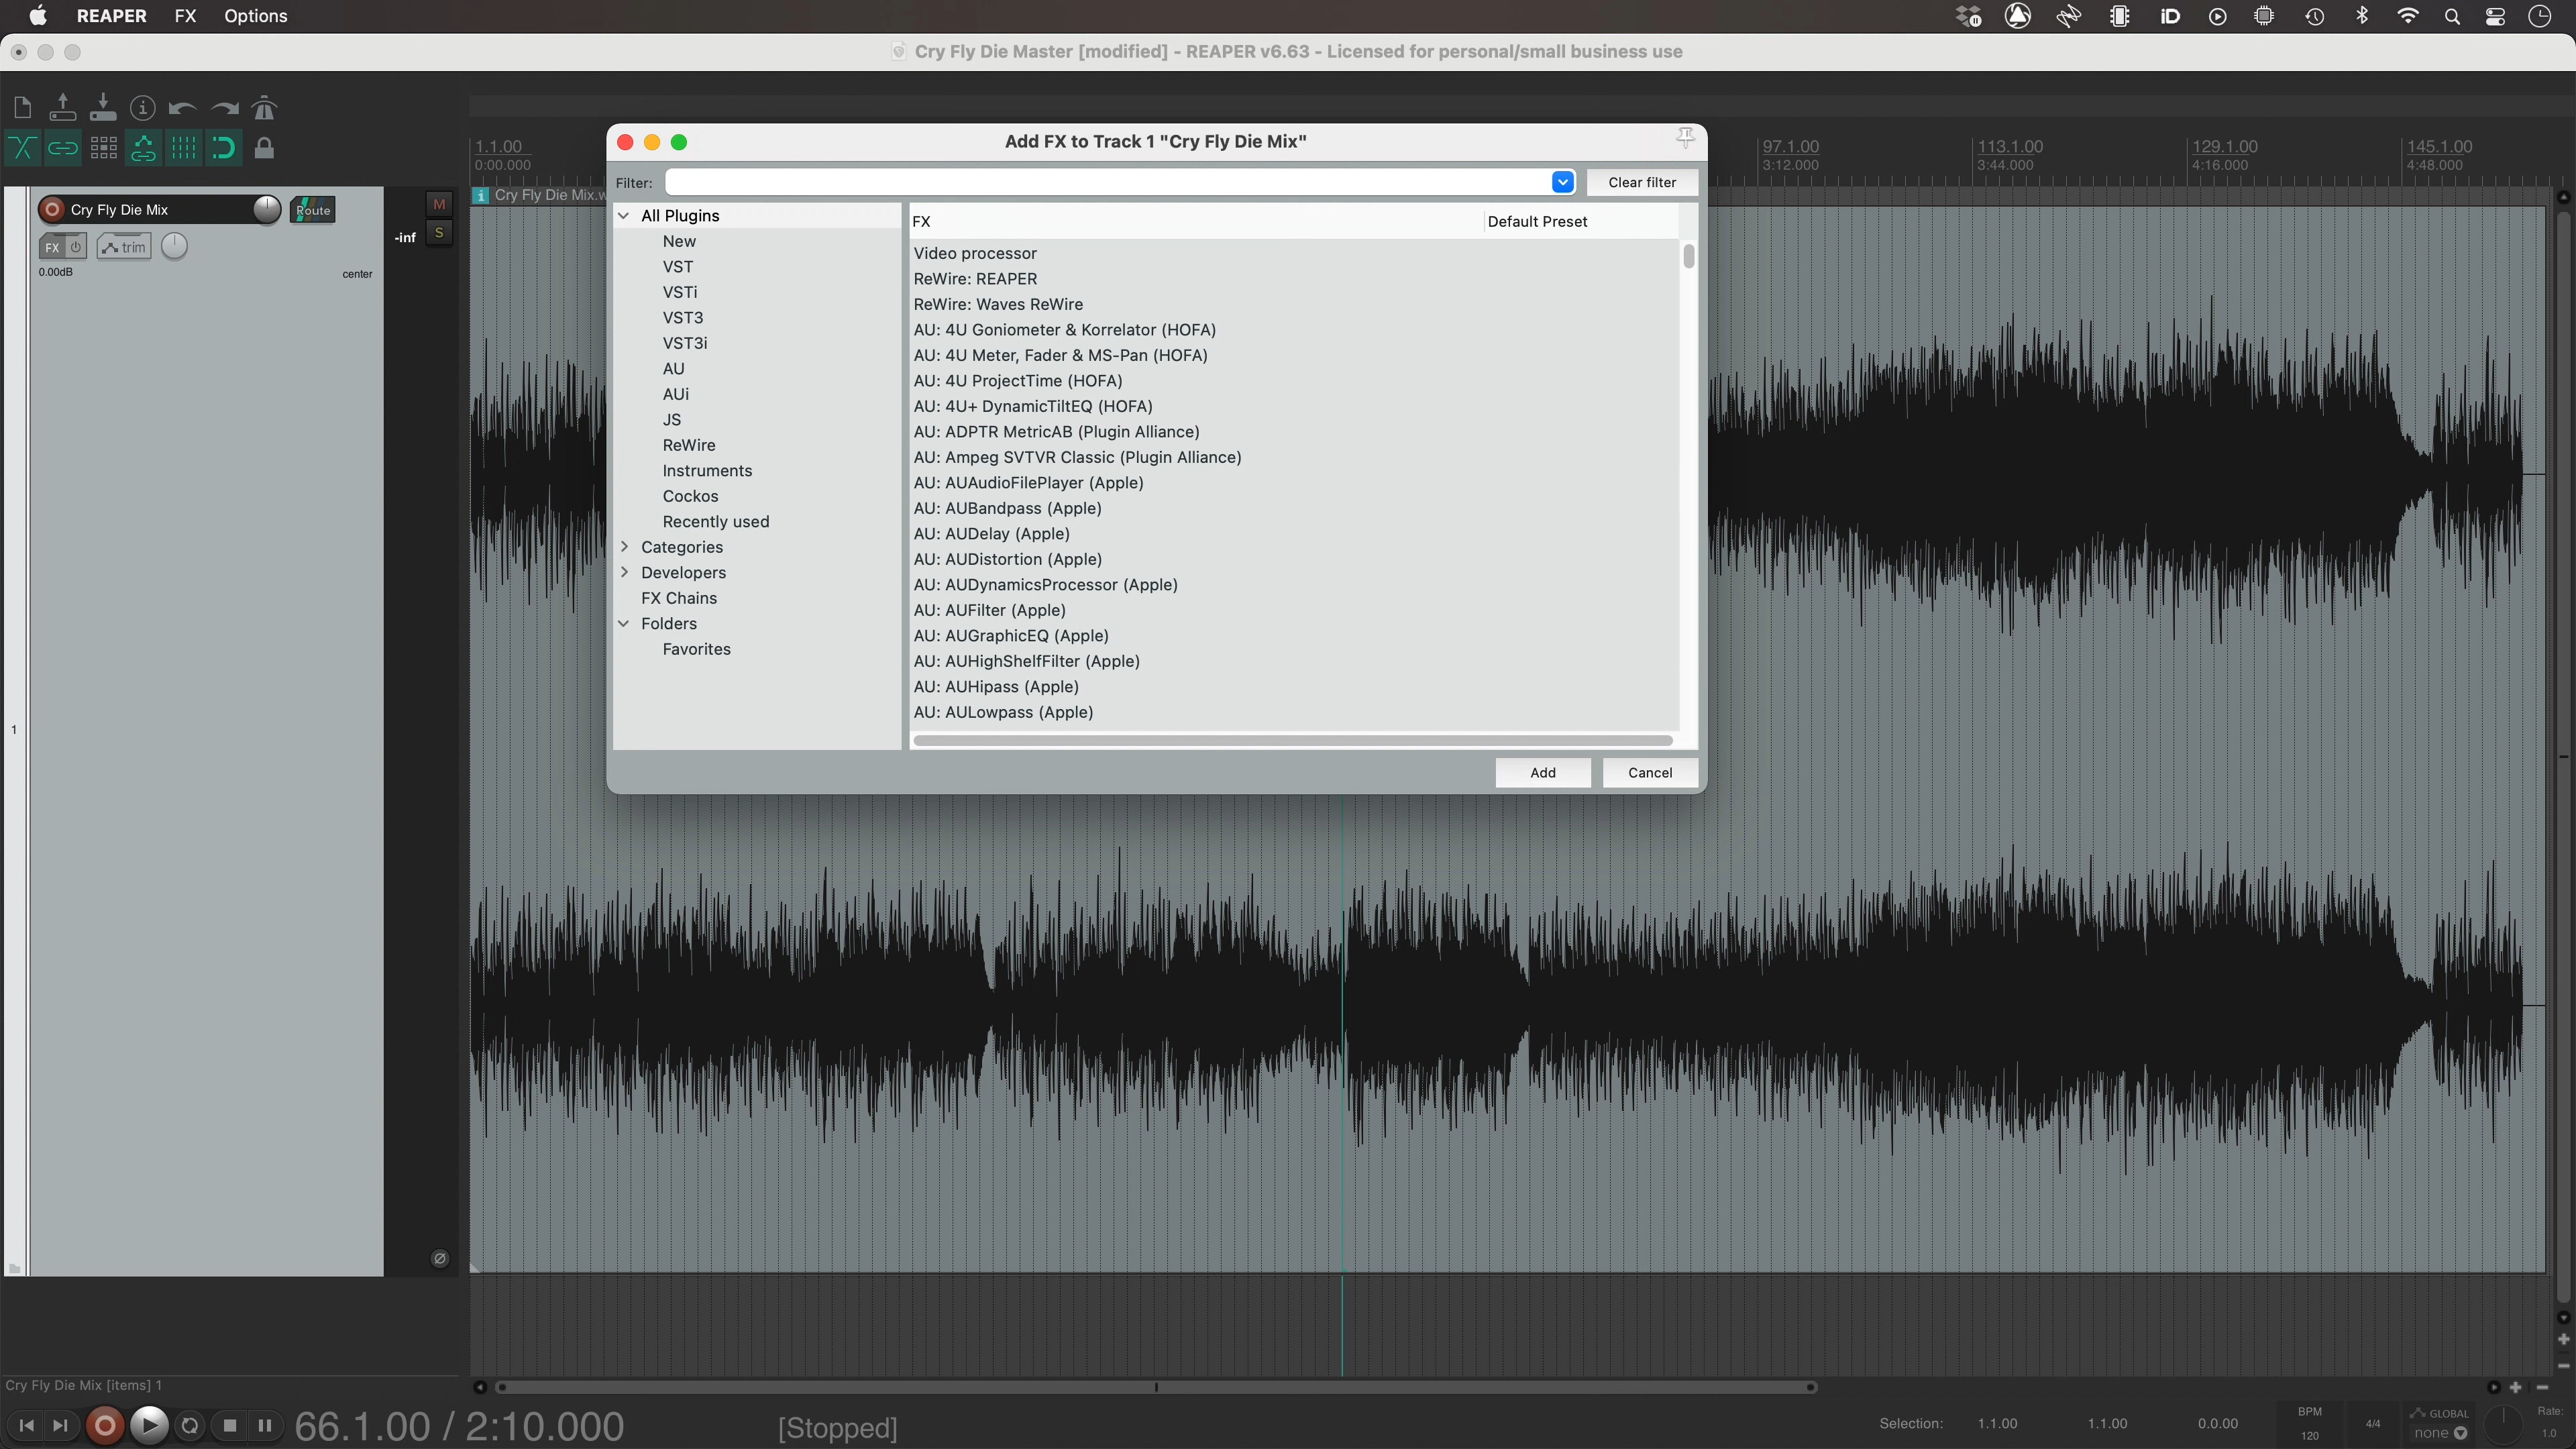 REAPER FX Options
iD
Cry Fly Die Master [modified] - REAPER v6.63 - Licensed for personal/small business use
1.1.00
0:00.000
97.1.00
3:12.000
113.1.00
3:44.000
129.1.00
4:16.000
145.1.00
4:48.000
Cry Fly Die Mix
Route
M
S
-inf
FX
trim
0.00dB
center
1
i Cry Fly Die Mix.w
Add FX to Track 1 "Cry Fly Die Mix"
Filter:
Clear filter
All Plugins
New
VST
VSTi
VST3
VST3i
AU
AUi
JS
ReWire
Instruments
Cockos
Recently used
Categories
Developers
FX Chains
Folders
Favorites
FX
Default Preset
Video processor
ReWire: REAPER
ReWire: Waves ReWire
AU: 4U Goniometer & Korrelator (HOFA)
AU: 4U Meter, Fader & MS-Pan (HOFA)
AU: 4U ProjectTime (HOFA)
AU: 4U+ DynamicTiltEQ (HOFA)
AU: ADPTR MetricAB (Plugin Alliance)
AU: Ampeg SVTVR Classic (Plugin Alliance)
AU: AUAudioFilePlayer (Apple)
AU: AUBandpass (Apple)
AU: AUDelay (Apple)
AU: AUDistortion (Apple)
AU: AUDynamicsProcessor (Apple)
AU: AUFilter (Apple)
AU: AUGraphicEQ (Apple)
AU: AUHighShelfFilter (Apple)
AU: AUHipass (Apple)
AU: AULowpass (Apple)
Add
Cancel
Cry Fly Die Mix [items] 1
66.1.00 / 2:10.000
[Stopped]
Selection: 1.1.00 1.1.00 0.0.00
BPM
120
4/4
GLOBAL
none
Rate:
1.0